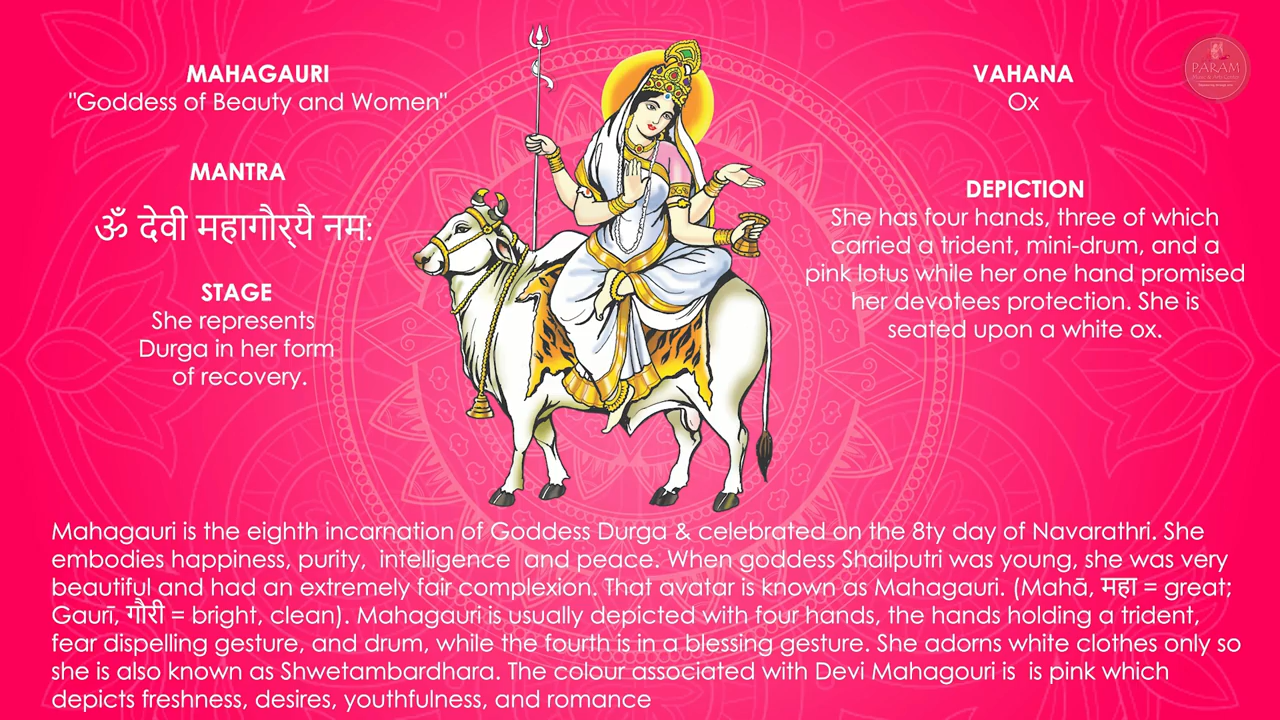 MAHAGAURI
"Goddess of Beauty and Women"
MANTRA
ॐ देवी महागौर्‍यै नम:
STAGE
She represents
Durga in her form
of recovery.
VAHANA
Ox
PARAM
DEPICTION
She has four hands, three of which
carried a trident, mini-drum, and a
pink lotus while her one hand promised
her devotees protection. She is
seated upon a white ox.
Mahagauri is the eighth incarnation of Goddess Durga & celebrated on the 8ty day of Navarathri. She
embodies happiness, purity,  intelligence  and peace. When goddess Shailputri was young, she was very
beautiful and had an extremely fair complexion. That avatar is known as Mahagauri. (Mahā, महा = great;
Gaurī, गौरी = bright, clean). Mahagauri is usually depicted with four hands, the hands holding a trident,
fear dispelling gesture, and drum, while the fourth is in a blessing gesture. She adorns white clothes only so
she is also known as Shwetambardhara. The colour associated with Devi Mahagouri is  is pink which
depicts freshness, desires, youthfulness, and romance